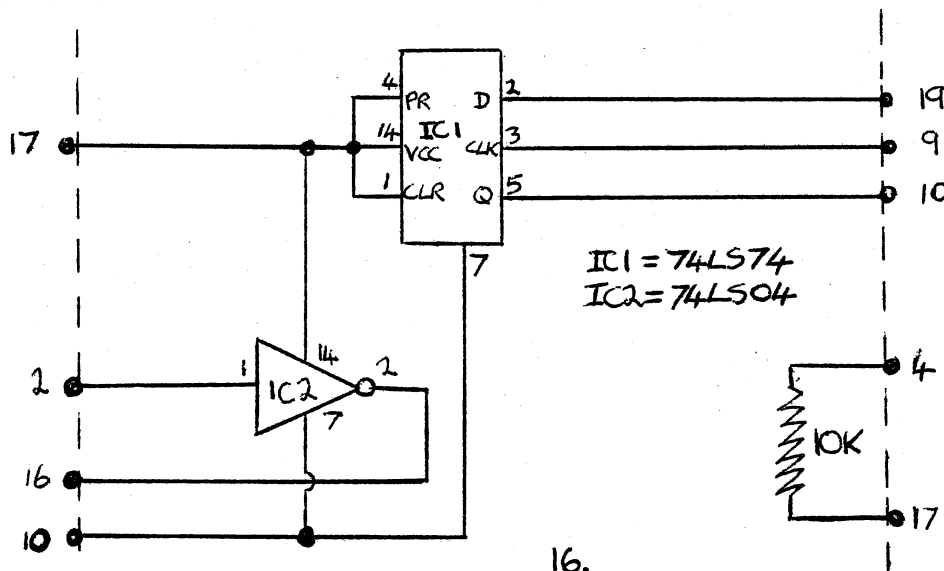 4 PR D 2 19
17 14 VCC IC1 CLK 3 9
1 CLR Q 5 10
7
IC1 = 74LS74
IC2 = 74LS04
14
2 1 IC2 2 4
7
10K
16
17
10
16.